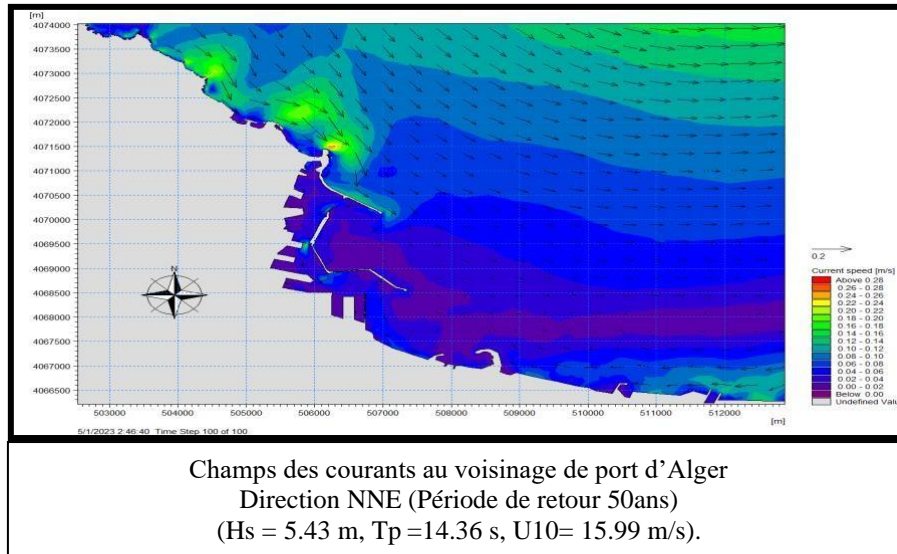 [m]
4074000
4073500
4073000
4072500
4072000
4071500
4071000
4070500
4070000
4069500
4069000
4068500
4068000
4067500
4067000
4066500
N
503000 504000 505000 506000 507000 508000 509000 510000 511000 512000
[m]
5/1/2023 2:46:40 Time Step 100 of 100
0.2
Current speed [m/s]
Above 0.28
0.26 - 0.28
0.24 - 0.26
0.22 - 0.24
0.20 - 0.22
0.18 - 0.20
0.16 - 0.18
0.14 - 0.16
0.12 - 0.14
0.10 - 0.12
0.08 - 0.10
0.06 - 0.08
0.04 - 0.06
0.02 - 0.04
0.00 - 0.02
Below 0.00
Undefined Valu
Champs des courants au voisinage de port d’Alger
Direction NNE (Période de retour 50ans)
(Hs = 5.43 m, Tp =14.36 s, U10= 15.99 m/s).